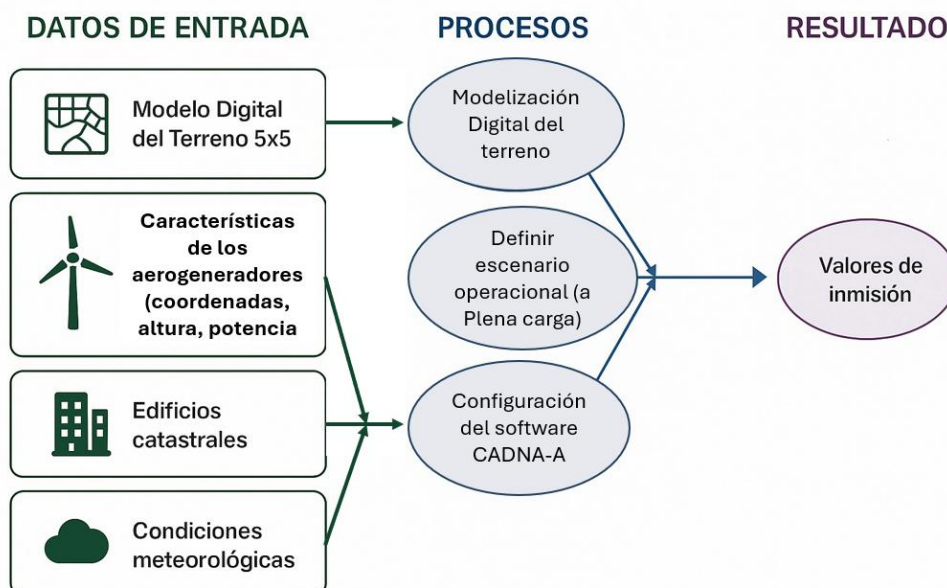 DATOS DE ENTRADA
PROCESOS
RESULTADO
Modelo Digital
del Terreno 5x5
Modelización
Digital del
terreno
Características
de los
aerogeneradores
(coordenadas,
altura, potencia
Definir
escenario
operacional (a
Plena carga)
Valores de
inmisión
Edificios
catastrales
Configuración
del software
CADNA-A
Condiciones
meteorológicas